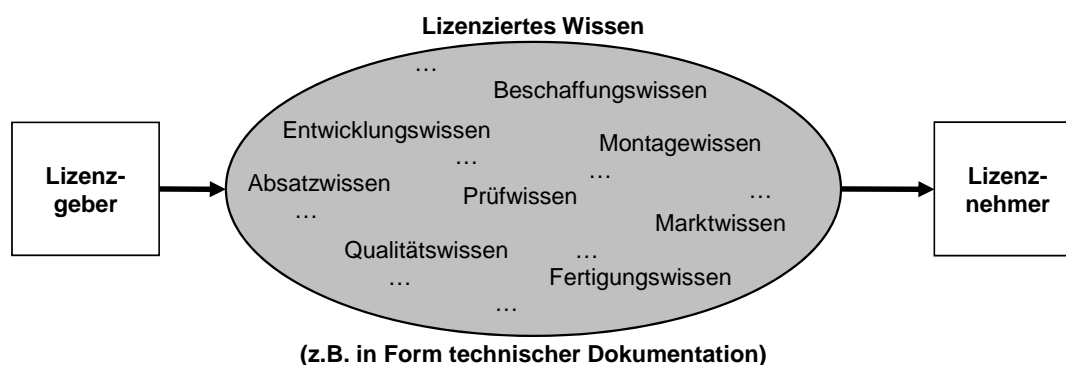 Lizenziertes Wissen
…
Beschaffungswissen
Entwicklungswissen
Montagewissen
…
…
Lizenz-
geber
Absatzwissen
Prüfwissen
…
…
Marktwissen
Lizenz-
nehmer
Qualitätswissen
…
Fertigungswissen
…
…
(z.B. in Form technischer Dokumentation)